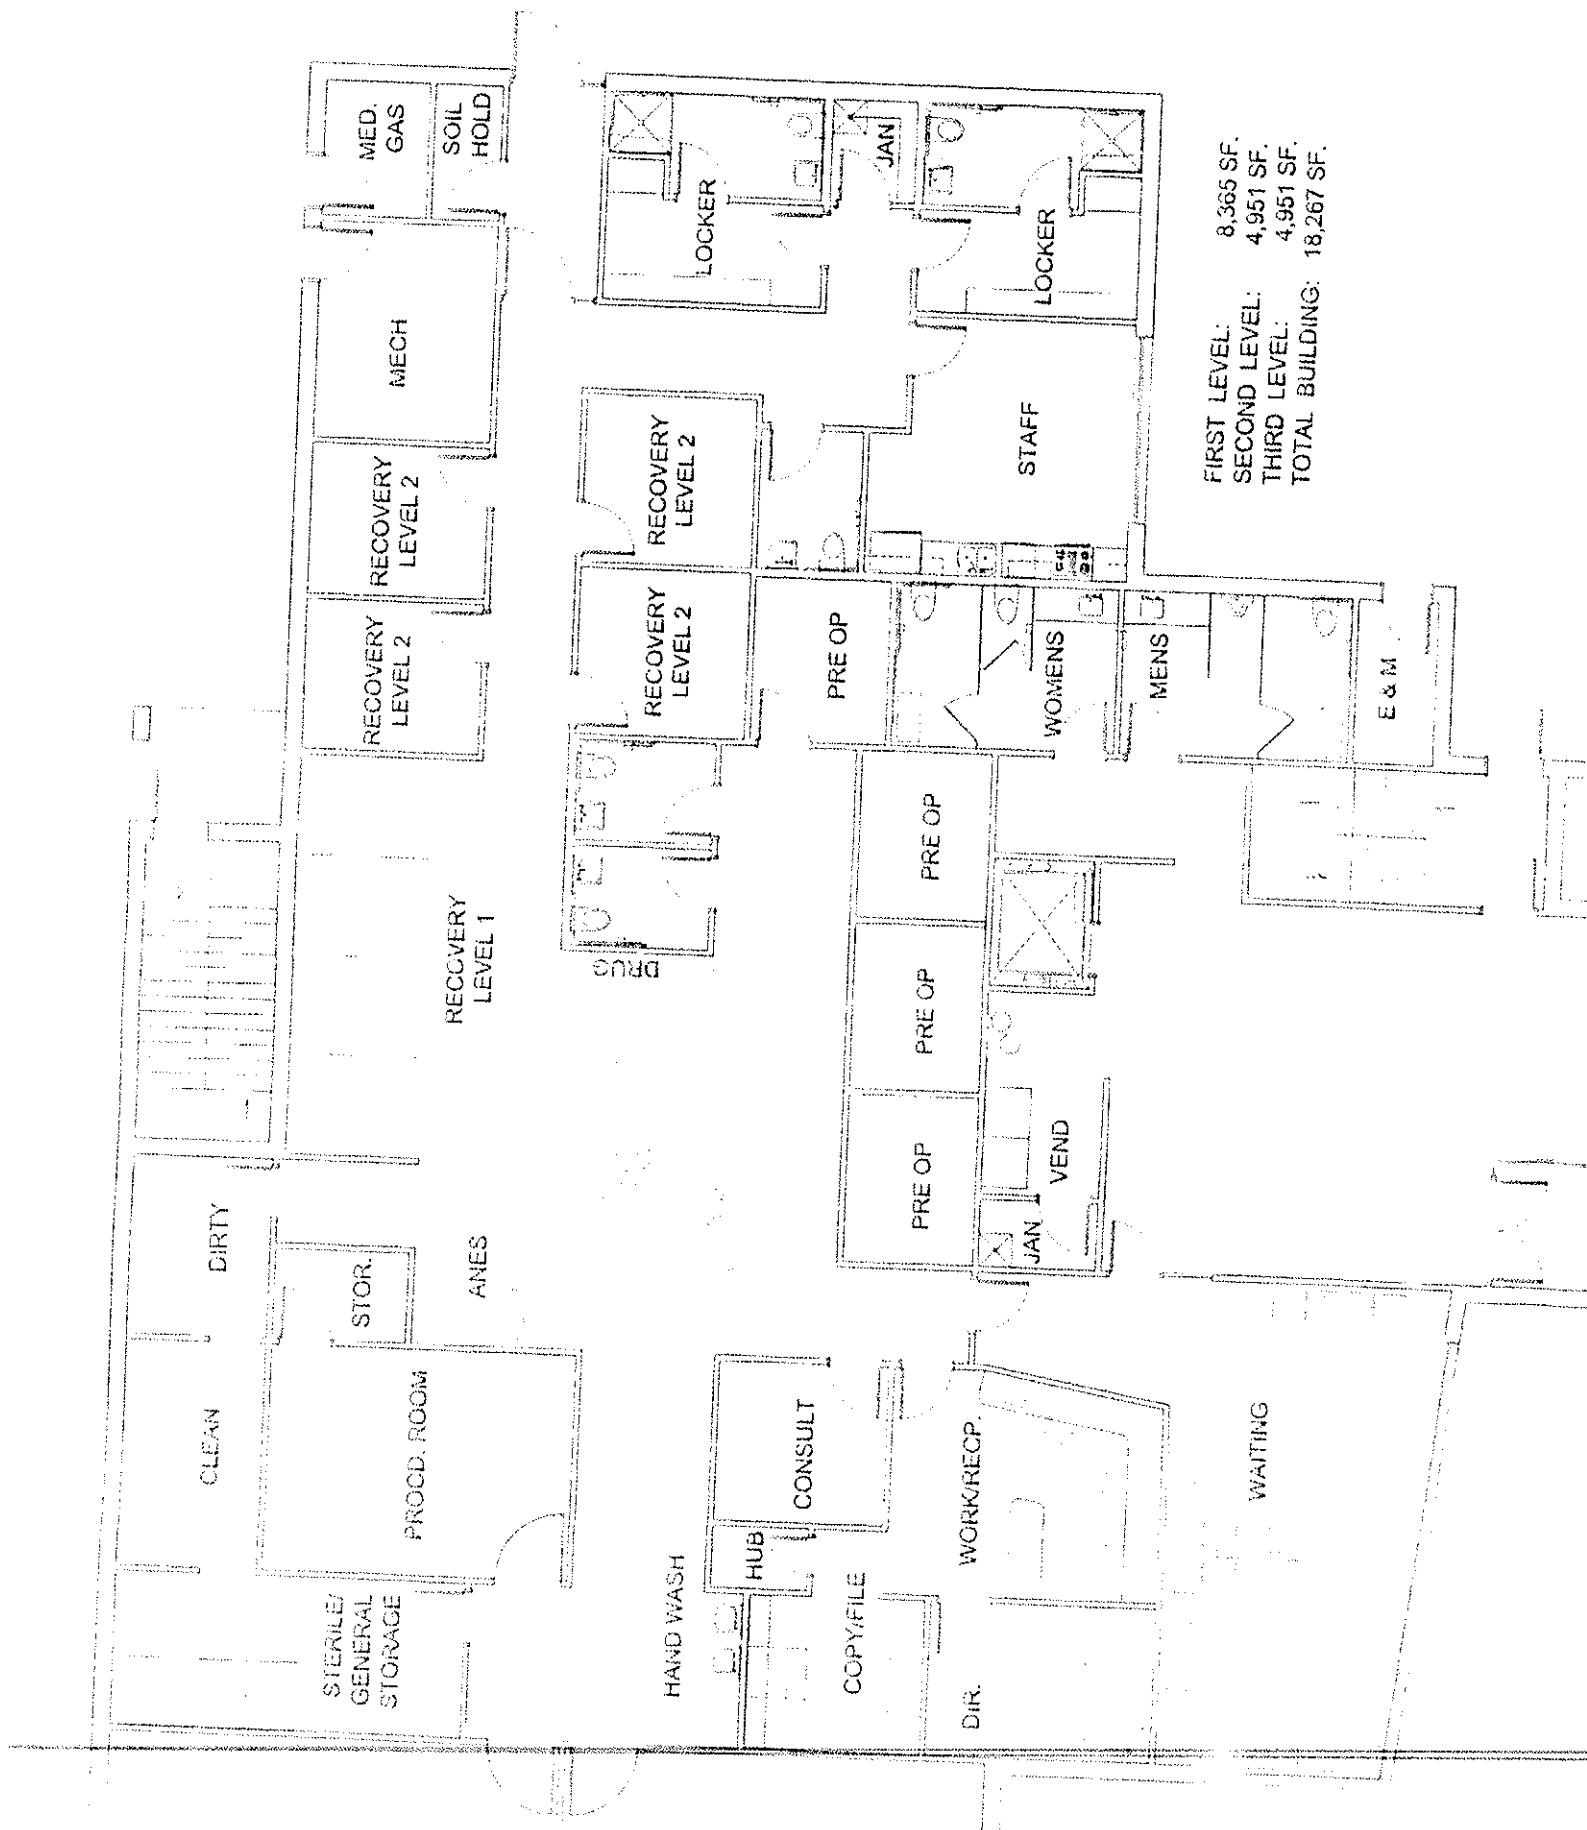 STERILE/
GENERAL
STORAGE
CLEAN
DIRTY
PROCD. ROOM
STOR.
ANES
RECOVERY
LEVEL 1
RECOVERY
LEVEL 2
RECOVERY
LEVEL 2
MECH
MED.
GAS
SOIL
HOLD
HAND WASH
HUB
CONSULT
DRUG
RECOVERY
LEVEL 2
RECOVERY
LEVEL 2
LOCKER
JAN
COPY/FILE
PRE OP
PRE OP
PRE OP
PRE OP
STAFF
LOCKER
DIR.
WORK/RECP.
JAN
VEND
WOMENS
MENS
WAITING
E & M
FIRST LEVEL: 8,365 SF.
SECOND LEVEL: 4,951 SF.
THIRD LEVEL: 4,951 SF.
TOTAL BUILDING: 18,267 SF.